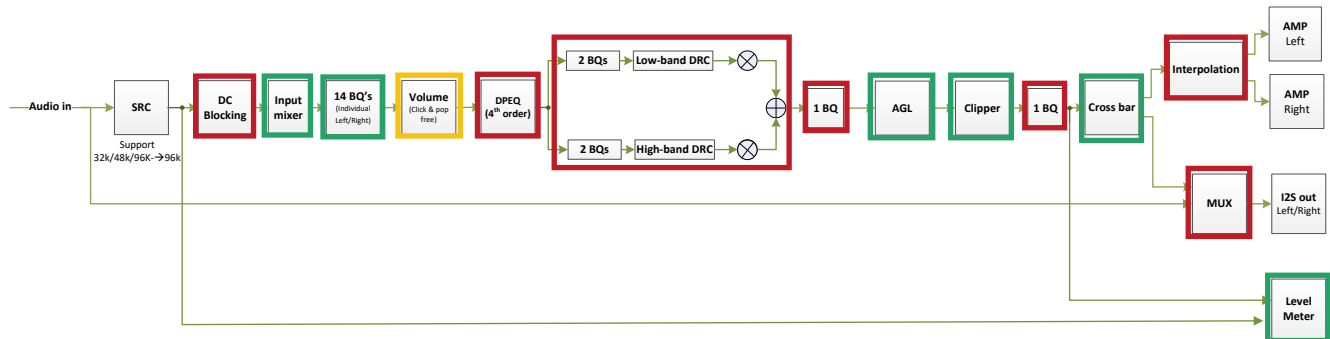 Audio in
SRC
Support
32k/48k/96K-→96k
DC
Blocking
Input
mixer
14 BQ's
(Individual
Left/Right)
Volume
(Click & pop
free)
DPEQ
(4th order)
2 BQs
Low-band DRC
2 BQs
High-band DRC
1 BQ
AGL
Clipper
1 BQ
Cross bar
Interpolation
AMP
Left
AMP
Right
MUX
I2S out
Left/Right
Level
Meter